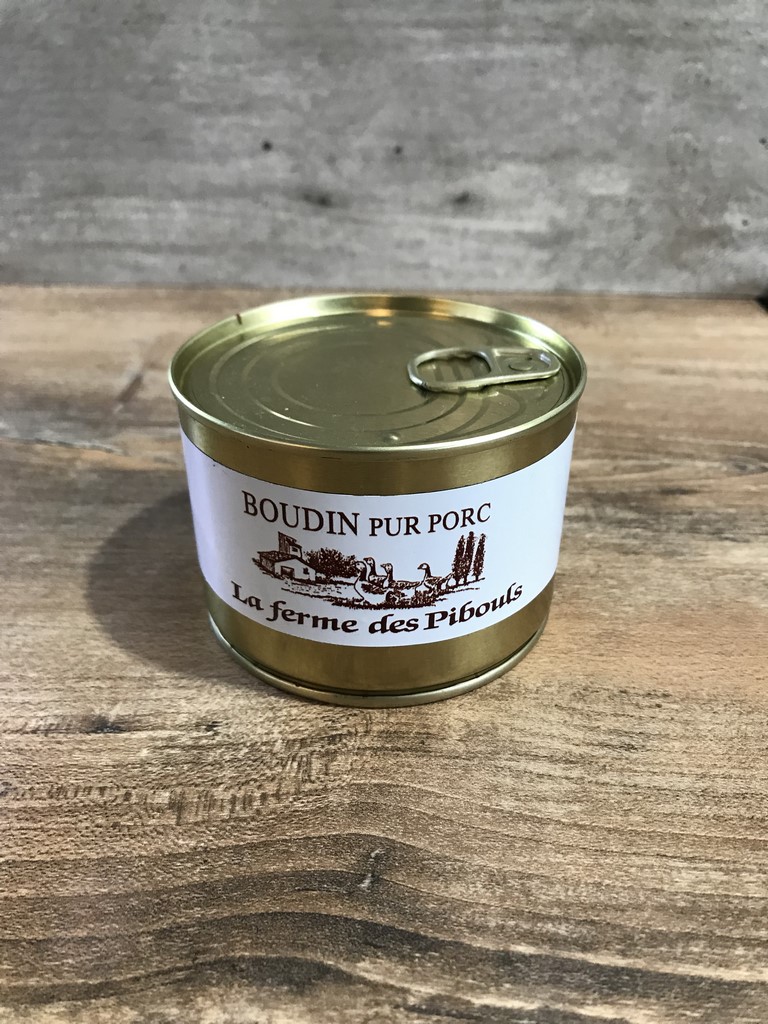 BOUDIN PUR PORC
La ferme des Pibouls